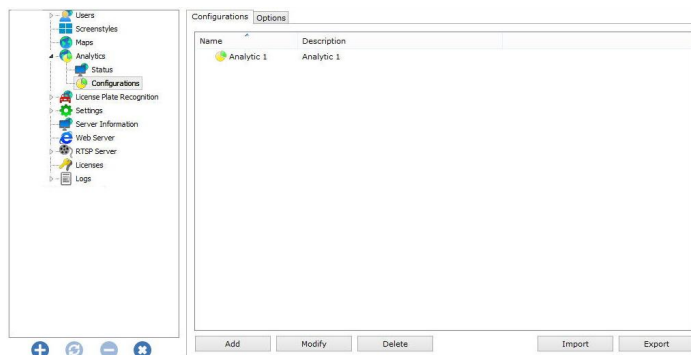 Users
Screenstyles
Maps
Analytics
Status
Configurations
License Plate Recognition
Settings
Server Information
Web Server
RTSP Server
Licenses
Logs
Configurations Options
Name Description
Analytic 1 Analytic 1
Add Modify Delete Import Export